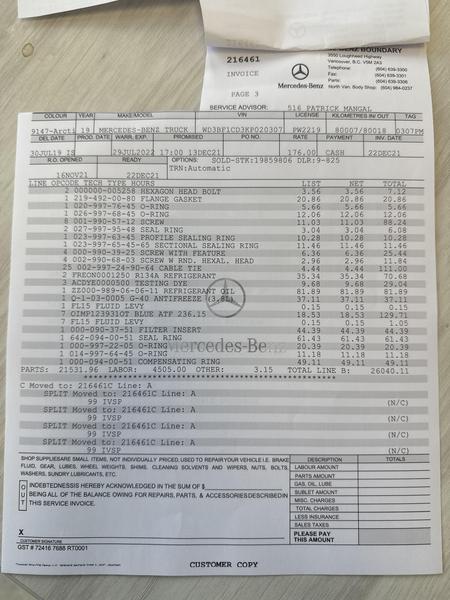 216461
INVOICE
PAGE 3
Mercedes-Benz
BENZ BOUNDARY
3550 Lougheed Highway
Vancouver, B.C. V5M 2A3
Telephone: (604) 639-3300
Fax: (604) 639-3301
Parts: (604) 639-3306
North Van. Body Shop: (604) 984-0237
SERVICE ADVISOR: 516 PATRICK MANGAL
COLOUR YEAR MAKE/MODEL VIN LICENSE KILOMETRES IN/ OUT TAG
9147-Arcti 19 MERCEDES-BENZ TRUCK WD3BF1CD3KP020307 PW2219 80007/80018 O307PM
DEL DATE PROD. DATE WARR. EXP. PROMISED PO NO. RATE PAYMENT INV. DATE
30JUL19 IS 29JUL2022 17:00 13DEC21 176.00 CASH 22DEC21
R.O. OPENED READY OPTIONS: SOLD-STK:19859806 DLR:9-825
TRN:Automatic
16NOV21 22DEC21
LINE OPCODE TECH TYPE HOURS LIST NET TOTAL
2 000000-005258 HEXAGON HEAD BOLT 3.56 3.56 7.12
1 219-492-00-80 FLANGE GASKET 20.86 20.86 20.86
1 020-997-76-45 O-RING 5.66 5.66 5.66
1 026-997-68-45 O-RING 12.06 12.06 12.06
8 001-990-57-12 SCREW 11.03 11.03 88.24
2 027-997-95-48 SEAL RING 3.04 3.04 6.08
1 023-997-63-45 PROFILE SEALING RING 10.28 10.28 10.28
1 023-997-65-45-65 SECTIONAL SEALING RING 11.46 11.46 11.46
4 000-990-39-25 SCREW WITH FEATURE 6.36 6.36 25.44
4 002-990-68-03 SCREW W RND. HEXAL. HEAD 2.96 2.96 11.84
25 002-997-24-90-64 CABLE TIE 4.44 4.44 111.00
2 FREON0001250 R134A REFRIGERANT 35.34 35.34 70.68
3 ACDYE0000500 TESTING DYE 9.68 9.68 29.04
1 ZZ000-989-06-06-11 REFRIGERANT OIL 81.89 81.89 81.89
1 Q-1-03-0005 G-40 ANTIFREEZE (3.8L) 37.11 37.11 37.11
1 FL15 FLUID LEVY 0.15 0.15 0.15
7 OIMP123931OT BLUE ATF 236.15 18.53 18.53 129.71
7 FL15 FLUID LEVY 0.15 0.15 1.05
1 000-090-37-51 FILTER INSERT 44.39 44.39 44.39
1 642-094-00-51 SEAL RING 61.43 61.43 61.43
1 000-997-22-05 O-RING 20.39 20.39 20.39
1 014-997-64-45 O-RING 11.18 11.18 11.18
1 000-094-00-51 COMPENSATING RING 49.11 49.11 49.11
PARTS: 21531.96 LABOR: 4505.00 OTHER: 3.15 TOTAL LINE B: 26040.11
C Moved to: 216461C Line: A
SPLIT Moved to: 216461C Line: A
99 IVSP (N/C)
SPLIT Moved to: 216461C Line: A
99 IVSP (N/C)
SPLIT Moved to: 216461C Line: A
99 IVSP (N/C)
SPLIT Moved to: 216461C Line: A
99 IVSP (N/C)
Mercedes-Benz
SHOP SUPPLIES ARE SMALL ITEMS, NOT INDIVIDUALLY PRICED, USED TO REPAIR YOUR VEHICLE I.E. BRAKE
FLUID, GEAR, LUBES, WHEEL WEIGHTS, SHIMS, CLEANING SOLVENTS AND WIPERS, NUTS, BOLTS,
WASHERS, SUNDRY LUBRICANTS, ETC.
OUT
INDEBTEDNESS HEREBY ACKNOWLEDGED IN THE SUM OF $
BEING ALL OF THE BALANCE OWING FOR REPAIRS, PARTS, & ACCESSORIES DESCRIBED IN
THIS SERVICE INVOICE.
DESCRIPTION TOTALS
LABOUR AMOUNT
PARTS AMOUNT
GAS, OIL, LUBE
SUBLET AMOUNT
MISC. CHARGES
TOTAL CHARGES
LESS INSURANCE
SALES TAXES
PLEASE PAY
THIS AMOUNT
X
CUSTOMER SIGNATURE
GST # 72416 7688 RT0001
CUSTOMER COPY